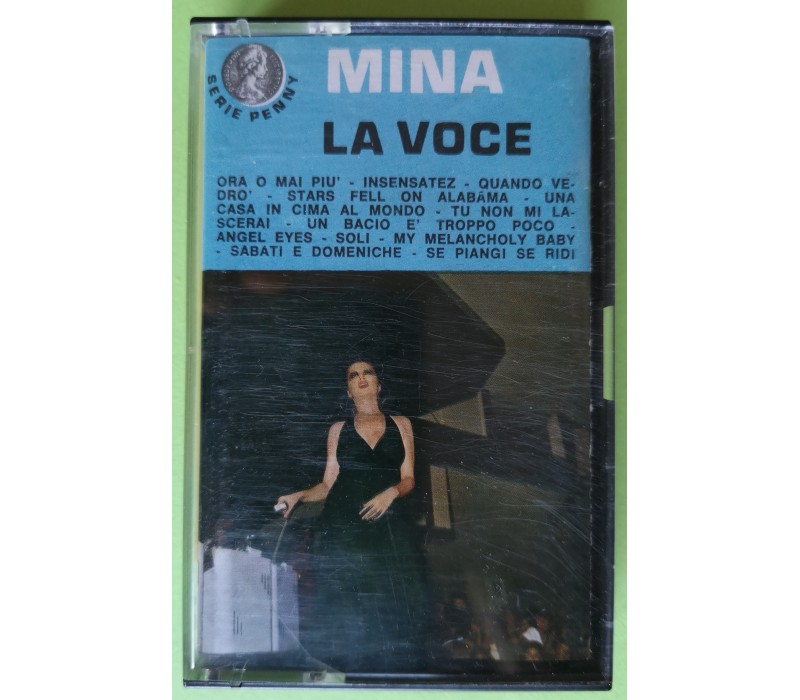 SERIE PENNY
MINA
LA VOCE
ORA O MAI PIU' - INSENSATEZ - QUANDO VE-
DRO' - STARS FELL ON ALABÄMA - UNA
CASA IN CIMA AL MONDO - TU NON MI LA-
SCERAI - UN BACIO E' TROPPO POCO -
ANGEL EYES - SOLI - MY MELANCHOLY BABY
- SABATI E DOMENICHE - SE PIANGI SE RIDI